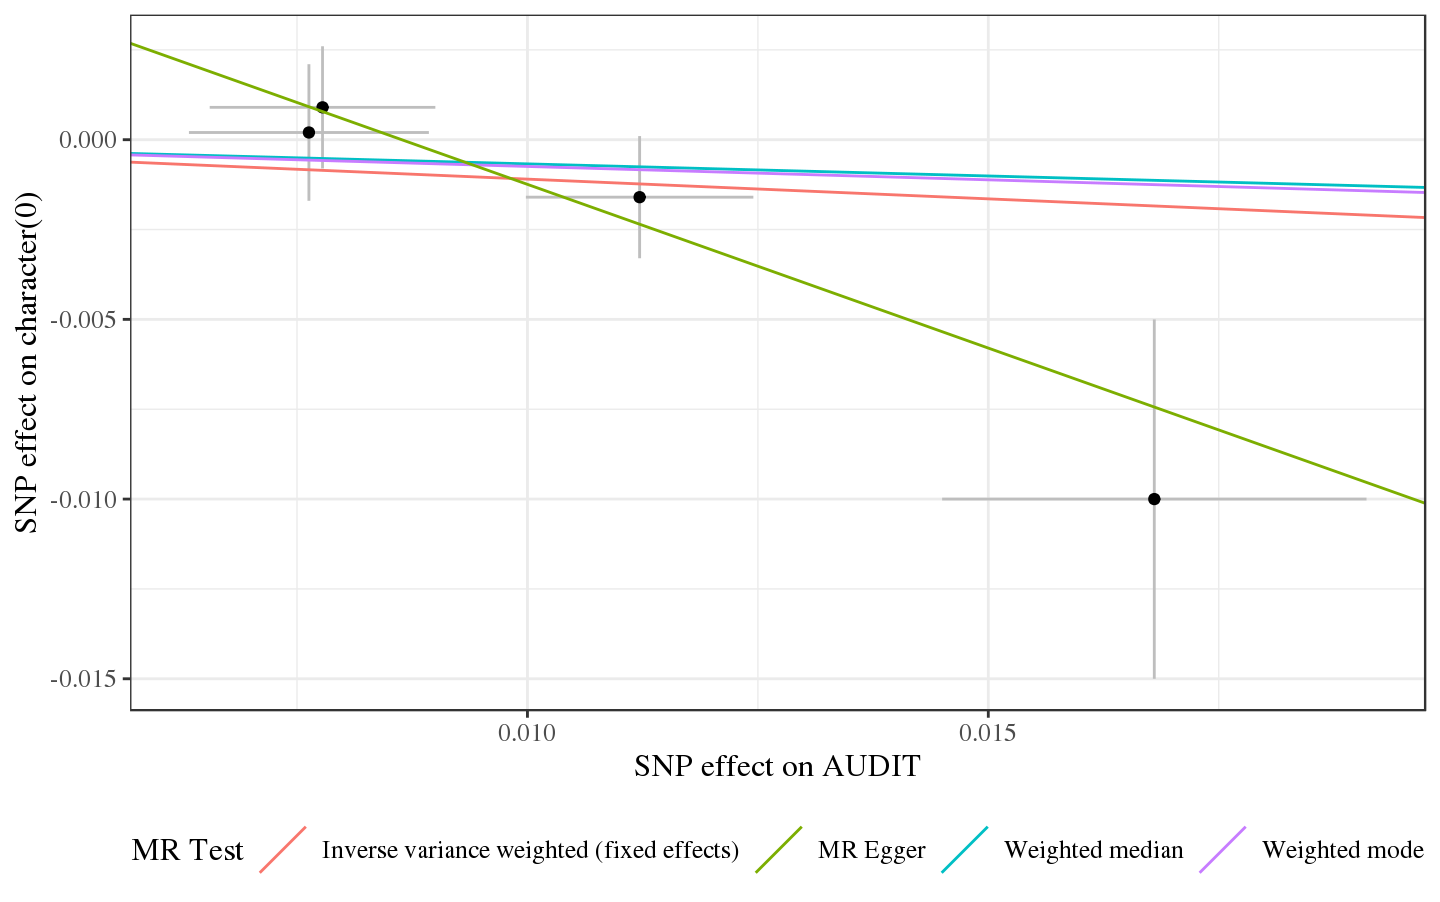 SNP effect on character(0)
0.000
-0.005
-0.010
-0.015
0.010
0.015
SNP effect on AUDIT
MR Test
Inverse variance weighted (fixed effects)
MR Egger
Weighted median
Weighted mode